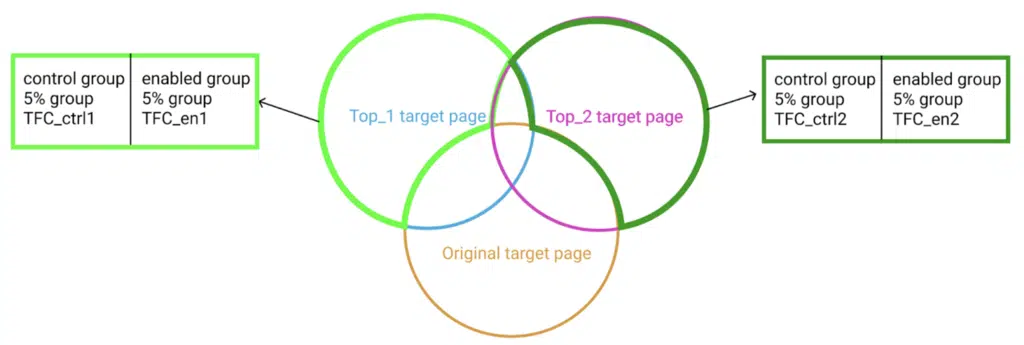 control group
5% group
TFC_ctrl1
enabled group
5% group
TFC_en1
Top_1 target page
Top_2 target page
Original target page
control group
5% group
TFC_ctrl2
enabled group
5% group
TFC_en2